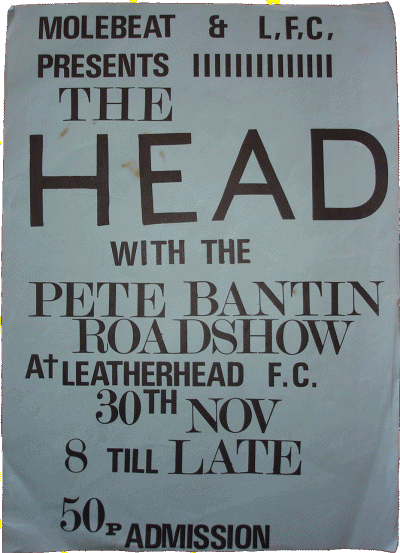 MOLEBEAT & L,F,C,
PRESENTS IIIIIIIIIIIIII
THE
HEAD
WITH THE
PETE BANTIN
ROADSHOW
At LEATHERHEAD F.C.
30TH NOV
8 TILL LATE
50P ADMISSION